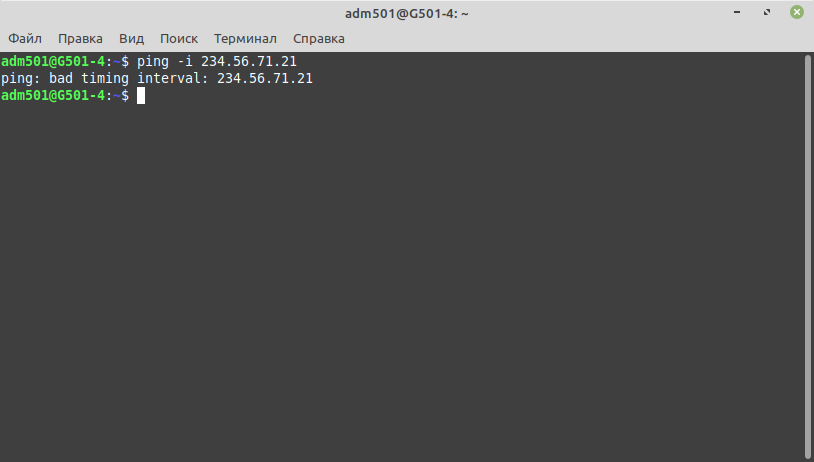 adm501@G501-4: ~
Файл Правка Вид Поиск Терминал Справка
adm501@G501-4:~$ ping -i 234.56.71.21
ping: bad timing interval: 234.56.71.21
adm501@G501-4:~$